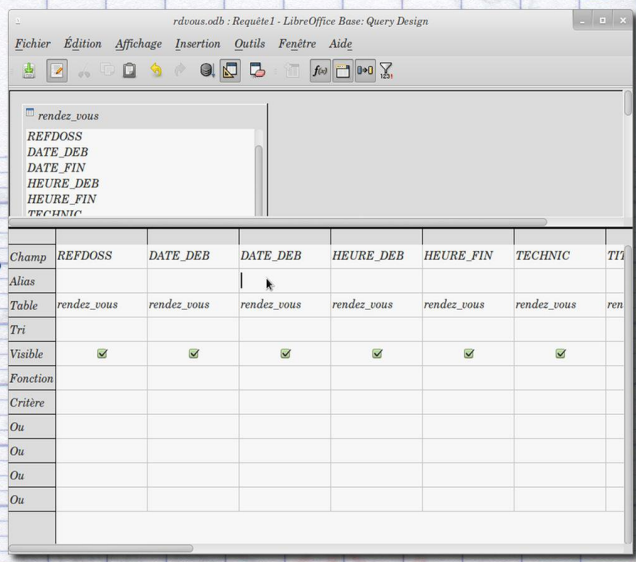 rdvous.odb : Requête1 - LibreOffice Base: Query Design
Fichier Édition Affichage Insertion Outils Fenêtre Aide
f(x)
rendez_vous
REFDOSS
DATE_DEB
DATE_FIN
HEURE_DEB
HEURE_FIN
TECHNIC
Champ REFDOSS DATE_DEB DATE_DEB HEURE_DEB HEURE_FIN TECHNIC TIT
Alias
Table rendez_vous rendez_vous rendez_vous rendez_vous rendez_vous rendez_vous ren
Tri
Visible
Fonction
Critère
Ou
Ou
Ou
Ou